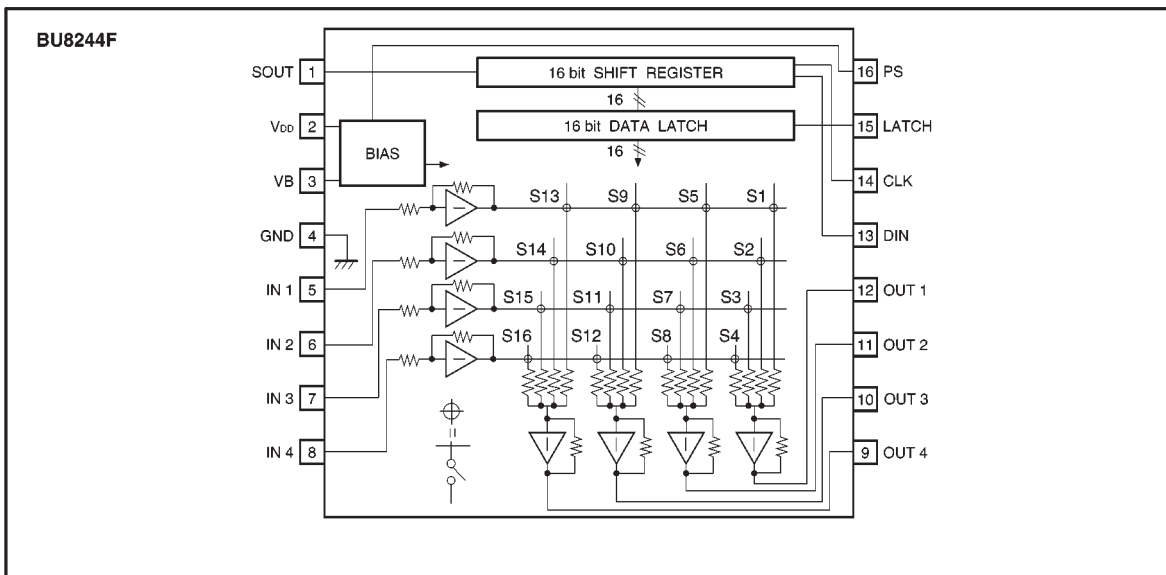 BU8244F
SOUT 1
16 bit SHIFT REGISTER
16 PS
16
VDD 2
16 bit DATA LATCH
15 LATCH
BIAS
16
VB 3
14 CLK
S13 S9 S5 S1
GND 4
13 DIN
S14 S10 S6 S2
IN 1 5
12 OUT 1
S15 S11 S7 S3
IN 2 6
S16 S12 S8 S4
11 OUT 2
IN 3 7
10 OUT 3
IN 4 8
9 OUT 4